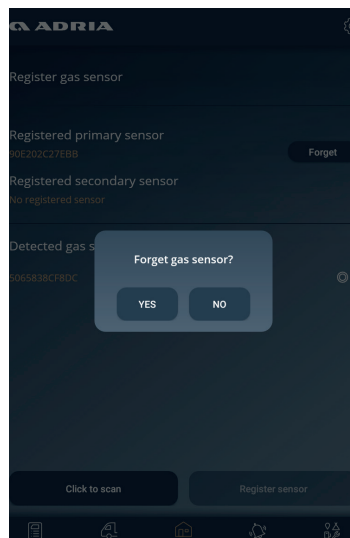 ADRIA
Register gas sensor
Registered primary sensor
90E202C27EBB
Forget
Registered secondary sensor
No registered sensor
Detected gas s
5065838CF8DC
Forget gas sensor?
YES
NO
Click to scan
Register sensor